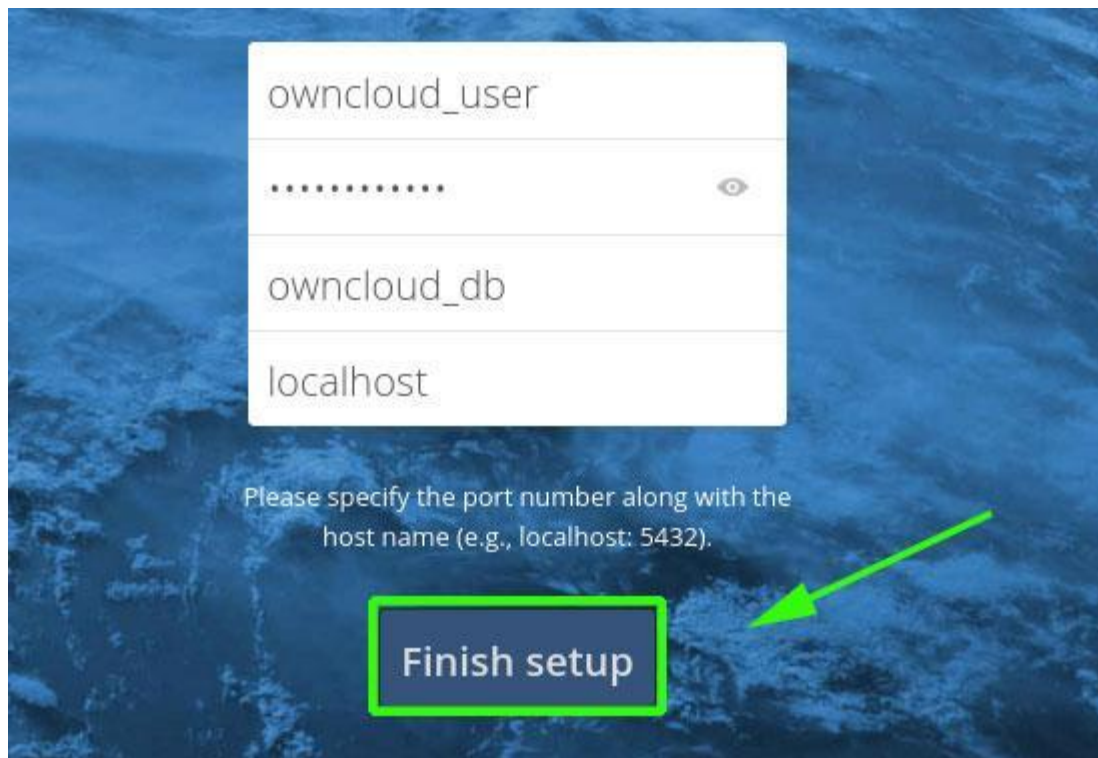 owncloud_user
••••••••••••
owncloud_db
localhost
Please specify the port number along with the
host name (e.g., localhost: 5432).
Finish setup